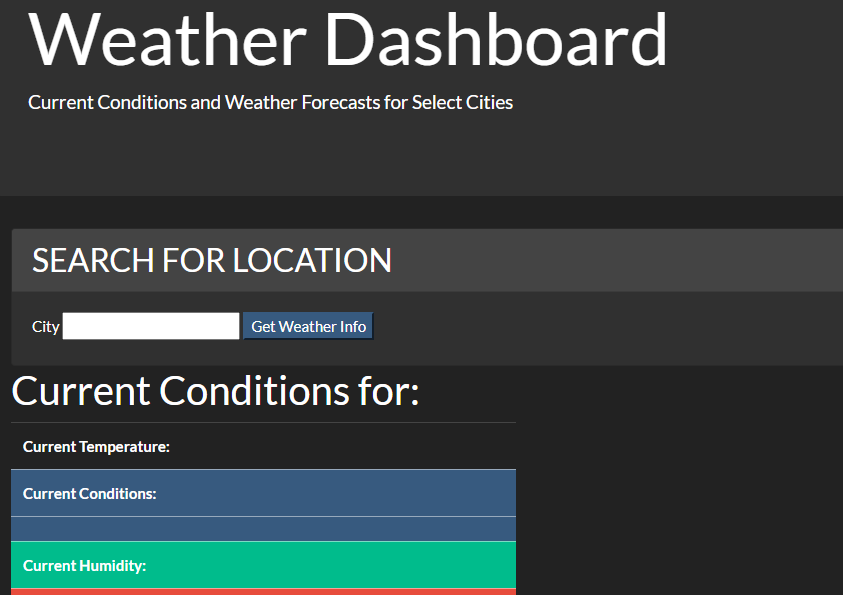 Weather Dashboard
Current Conditions and Weather Forecasts for Select Cities
SEARCH FOR LOCATION
City Get Weather Info
Current Conditions for:
Current Temperature:
Current Conditions:
Current Humidity: